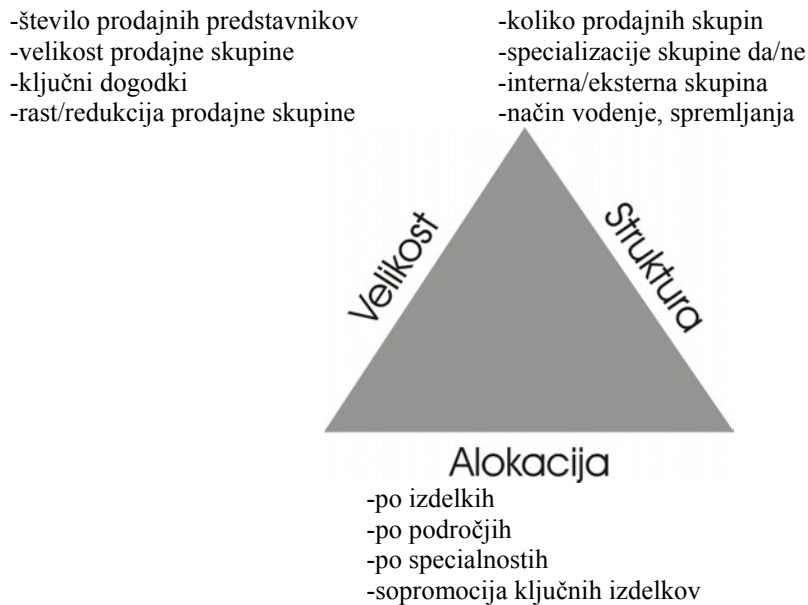 -število prodajnih predstavnikov
-velikost prodajne skupine
-ključni dogodki
-rast/redukcija prodajne skupine
-koliko prodajnih skupin
-specializacije skupine da/ne
-interna/eksterna skupina
-način vodenje, spremljanja
Velikost
Struktura
Alokacija
-po izdelkih
-po področjih
-po specialnostih
-sopromocija ključnih izdelkov